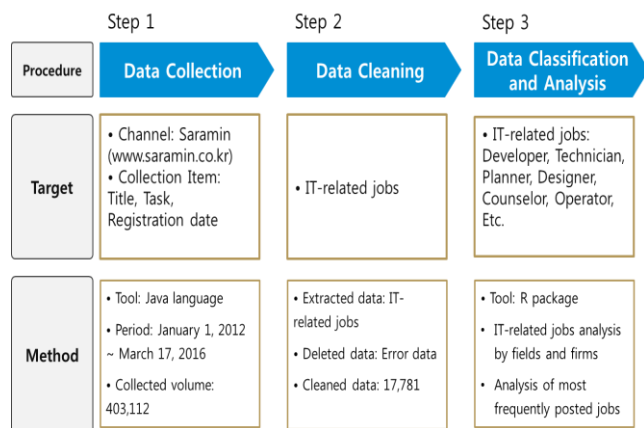 Step 1
Step 2
Step 3
Procedure
Data Collection
Data Cleaning
Data Classification
and Analysis
Target
• Channel: Saramin
(www.saramin.co.kr)
• Collection Item:
Title, Task,
Registration date
• IT-related jobs
• IT-related jobs:
Developer, Technician,
Planner, Designer,
Counselor, Operator,
Etc.
Method
• Tool: Java language
• Period: January 1, 2012
~ March 17, 2016
• Collected volume:
403,112
• Extracted data: IT-
related jobs
• Deleted data: Error data
• Cleaned data: 17,781
• Tool: R package
• IT-related jobs analysis
by fields and firms
• Analysis of most
frequently posted jobs